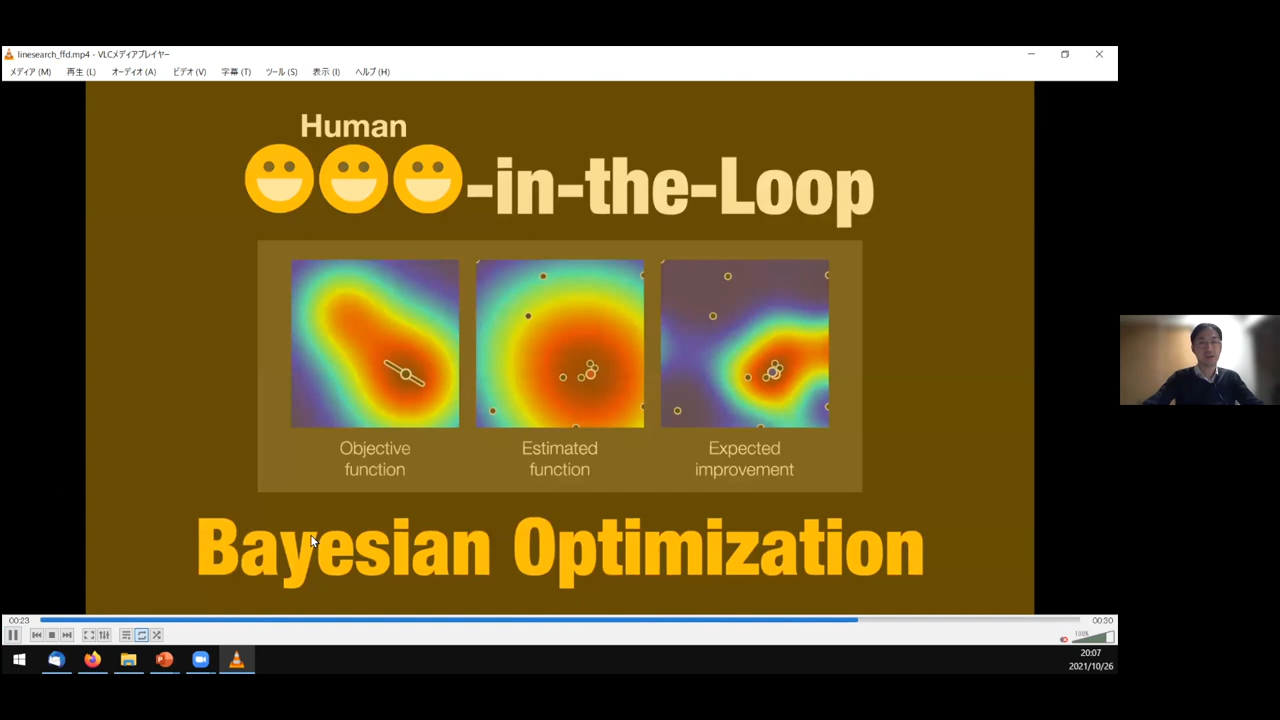 linesearch_ffd.mp4 - VLCメディアプレイヤー
メディア (M) 再生 (L) オーディオ (A) ビデオ (V) 字幕 (T) ツール (S) 表示 (I) ヘルプ (H)
Human
-in-the-Loop
Objective
function
Estimated
function
Expected
improvement
Bayesian Optimization
00:23
00:30
100%
20:07
2021/10/26